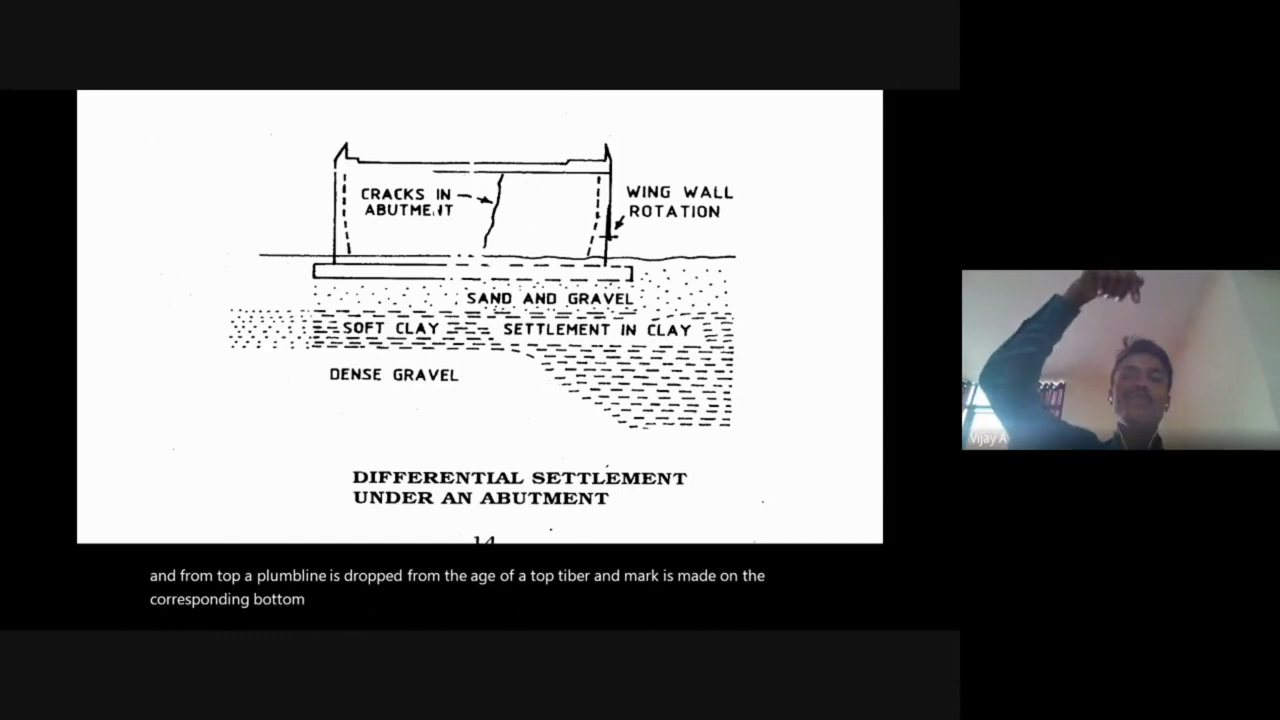 CRACKS IN
ABUTMENT
WING WALL
ROTATION
SAND AND GRAVEL
SOFT CLAY
SETTLEMENT IN CLAY
DENSE GRAVEL
DIFFERENTIAL SETTLEMENT
UNDER AN ABUTMENT
14
Vijay A
and from top a plumbline is dropped from the age of a top tiber and mark is made on the
corresponding bottom